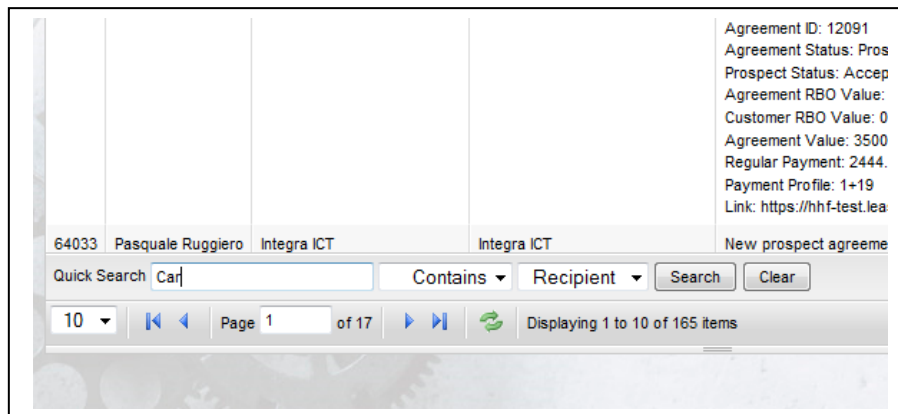 Agreement ID: 12091
Agreement Status: Pros
Prospect Status: Accep
Agreement RBO Value:
Customer RBO Value: 0
Agreement Value: 3500
Regular Payment: 2444.
Payment Profile: 1+19
Link: https://hhf-test.lea
64033 Pasquale Ruggiero Integra ICT Integra ICT New prospect agreeme
Quick Search Car Contains Recipient Search Clear
10 Page 1 of 17 Displaying 1 to 10 of 165 items